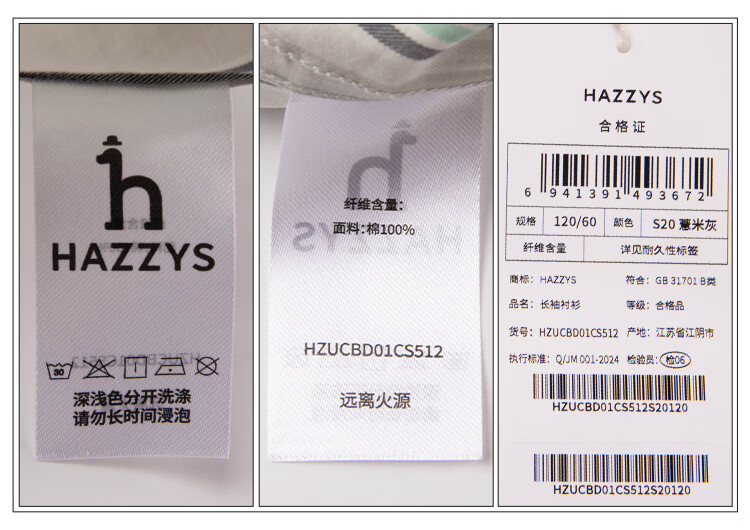 HAZZYS
30
深浅色分开洗涤
请勿长时间浸泡
纤维含量：
面料：棉100%
HZUCBD01CS512
远离火源
HAZZYS
合格证
6 941391 493672
规格 120/60 颜色 S20 薏米灰
纤维含量 详见耐久性标签
商标：HAZZYS 符合：GB 31701 B类
品名：长袖衬衫 等级：合格品
货号：HZUCBD01CS512 产地：江苏省江阴市
执行标准：Q/JM 001-2024 检验员：检06
HZUCBD01CS512S20120
HZUCBD01CS512S20120